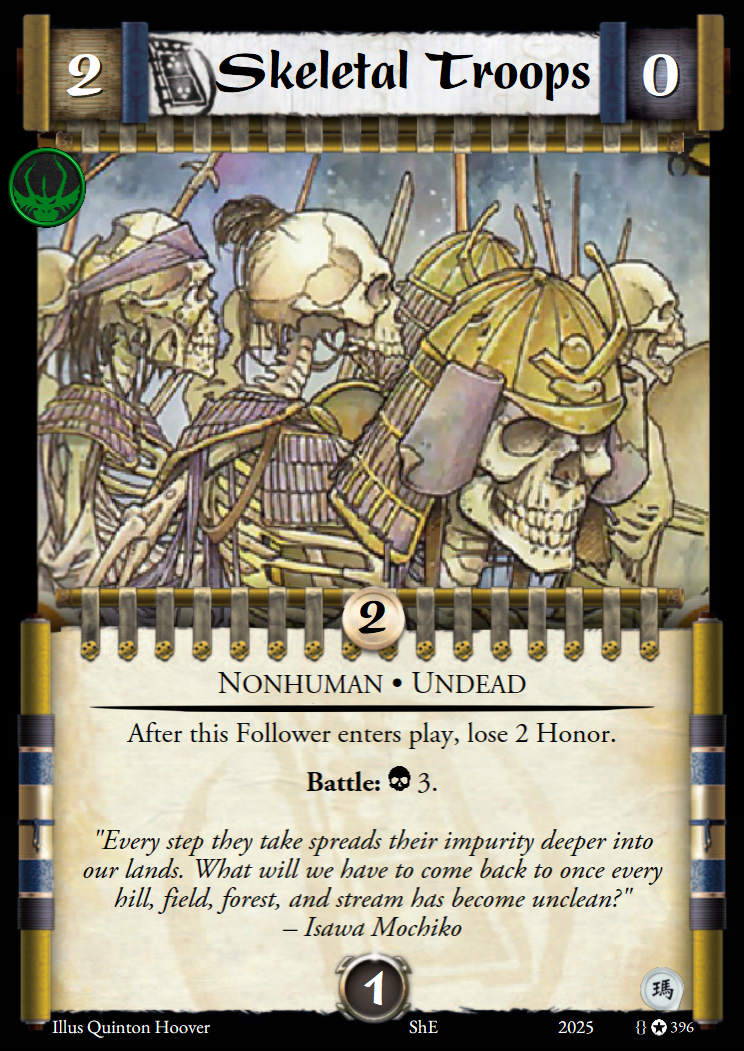 2 Skeletal Troops 0
2
Nonhuman • Undead
After this Follower enters play, lose 2 Honor.
Battle: 3.
"Every step they take spreads their impurity deeper into
our lands. What will we have to come back to once every
hill, field, forest, and stream has become unclean?"
– Isawa Mochiko
1
瑪
Illus Quinton Hoover ShE 2025 {} 396